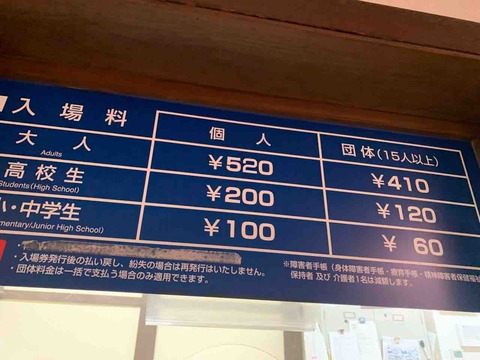 入場料
個人
団体(15人以上)
大人
Adults
¥520
¥410
高校生
Students(High School)
¥200
¥120
小・中学生
Elementary/Junior High School)
¥100
¥60
・入場券発行後の払い戻し、紛失の場合は再発行はいたしません。
・団体料金は一括で支払う場合のみ適用できます。
※障害者手帳(身体障害者手帳・療育手帳・精神障害者保健福祉
保持者 及び 介護者1名は減額します。